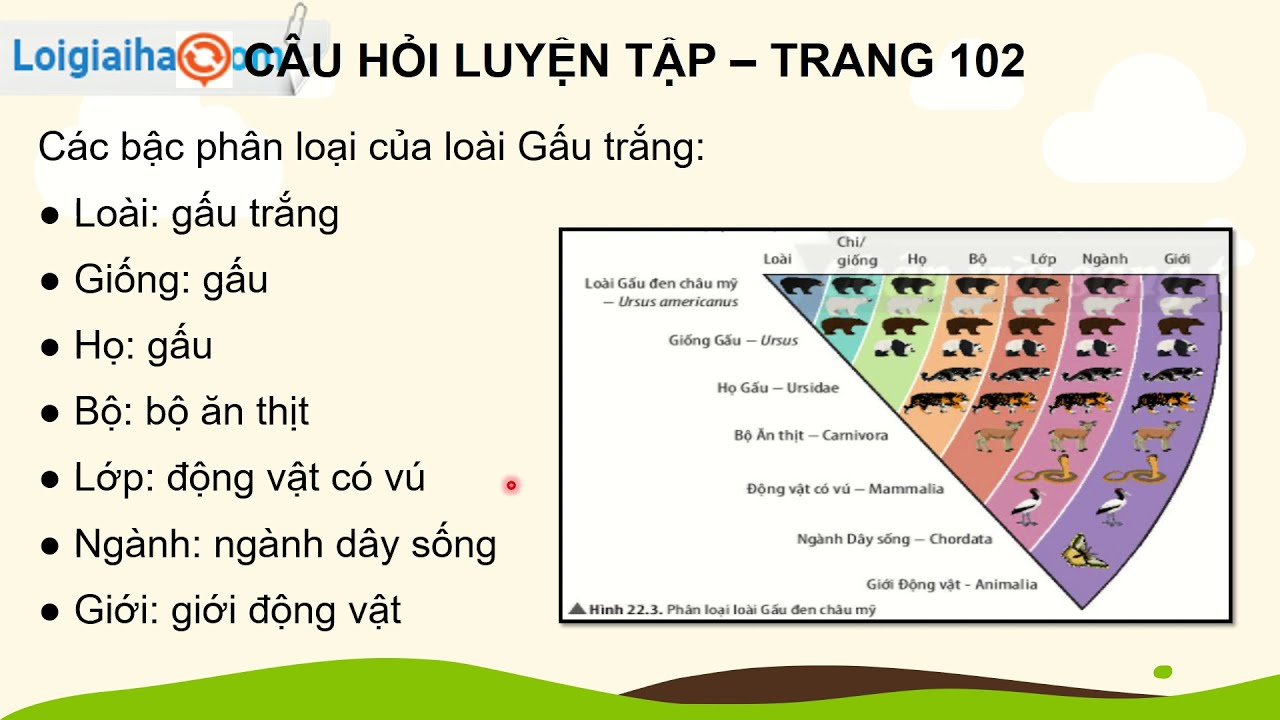 Loigiaiha om
CÂU HỎI LUYỆN TẬP – TRANG 102
Các bậc phân loại của loài Gấu trắng:
● Loài: gấu trắng
● Giống: gấu
● Họ: gấu
● Bộ: bộ ăn thịt
● Lớp: động vật có vú
● Ngành: ngành dây sống
● Giới: giới động vật
Loài Chi/ giống Họ Bộ Lớp Ngành Giới
Loài Gấu đen châu mỹ
– Ursus americanus
Giống Gấu – Ursus
Họ Gấu – Ursidae
Bộ Ăn thịt – Carnivora
Động vật có vú – Mammalia
Ngành Dây sống – Chordata
Giới Động vật - Animalia
Hình 22.3. Phân loại loài Gấu đen châu mỹ